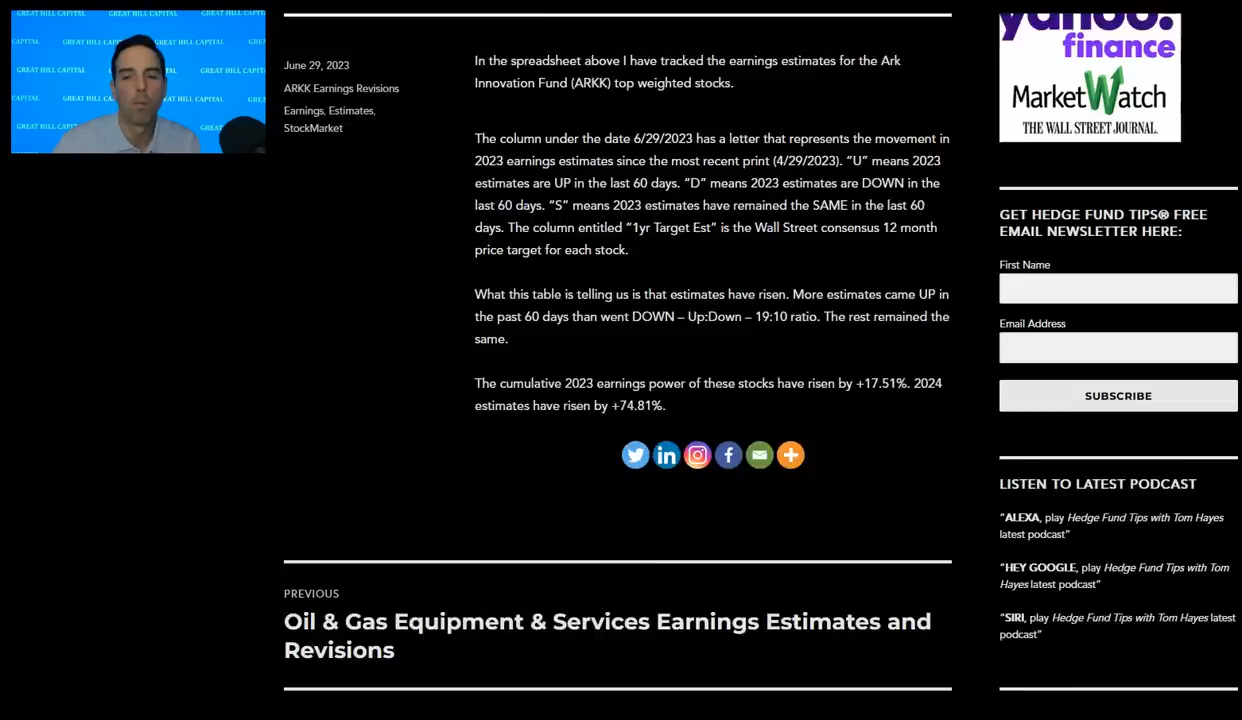 GREAT HILL CAPITAL
GREAT HILL CAPITAL
CAPITAL
GREAT HILL CAPITAL
HILL CAPITAL
GREA
GREAT HILL CAPITAL
GREAT HILL CAPITAL
CAPITAL
GREAT HILL
GREAT HILL
GREAT HILL CAPITAL
June 29, 2023
ARKK Earnings Revisions
Earnings, Estimates,
StockMarket
In the spreadsheet above I have tracked the earnings estimates for the Ark
Innovation Fund (ARKK) top weighted stocks.
The column under the date 6/29/2023 has a letter that represents the movement in
2023 earnings estimates since the most recent print (4/29/2023). “U” means 2023
estimates are UP in the last 60 days. “D” means 2023 estimates are DOWN in the
last 60 days. “S” means 2023 estimates have remained the SAME in the last 60
days. The column entitled “1yr Target Est” is the Wall Street consensus 12 month
price target for each stock.
What this table is telling us is that estimates have risen. More estimates came UP in
the past 60 days than went DOWN – Up:Down – 19:10 ratio. The rest remained the
same.
The cumulative 2023 earnings power of these stocks have risen by +17.51%. 2024
estimates have risen by +74.81%.
PREVIOUS
Oil & Gas Equipment & Services Earnings Estimates and
Revisions
yahoo!
finance
MarketWatch
THE WALL STREET JOURNAL.
GET HEDGE FUND TIPS® FREE
EMAIL NEWSLETTER HERE:
First Name
Email Address
SUBSCRIBE
LISTEN TO LATEST PODCAST
“ALEXA, play Hedge Fund Tips with Tom Hayes
latest podcast”
“HEY GOOGLE, play Hedge Fund Tips with Tom
Hayes latest podcast”
“SIRI, play Hedge Fund Tips with Tom Hayes latest
podcast”